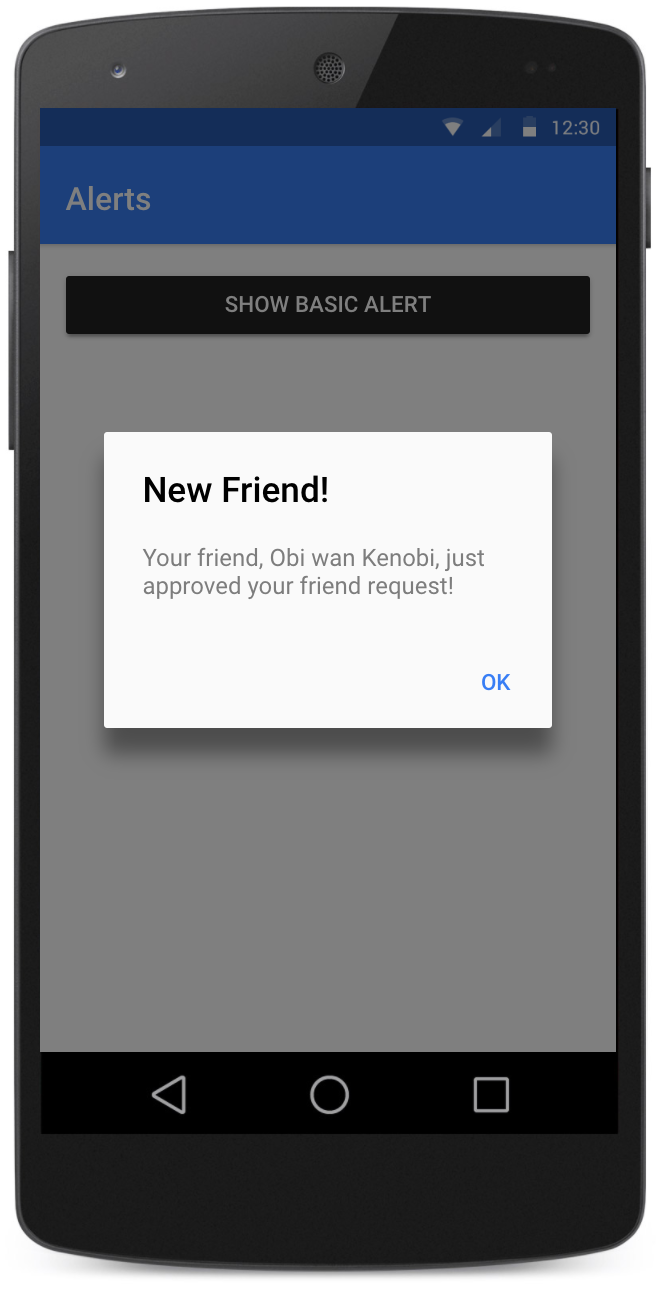 12:30
Alerts
SHOW BASIC ALERT
New Friend!
Your friend, Obi wan Kenobi, just
approved your friend request!
OK